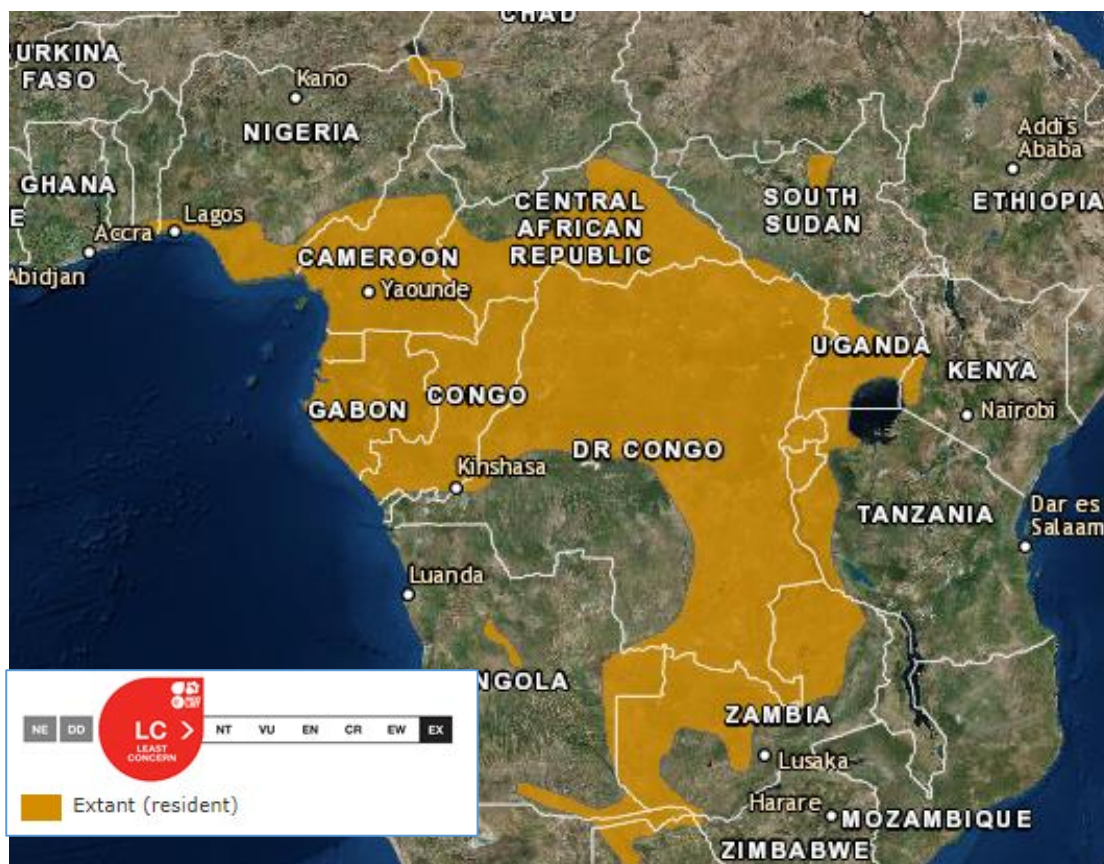 CHAD
URKINA
FASO
Kano
NIGERIA
Addis
Ababa
GHANA
E
CENTRAL
AFRICAN
REPUBLIC
SOUTH
SUDAN
ETHIOPIA
Lagos
Accra
Abidjan
CAMEROON
Yaounde
UGANDA
KENYA
GABON
CONGO
Nairobi
DR CONGO
Kinshasa
TANZANIA
Dar es
Salaam
Luanda
NGOLA
ZAMBIA
Lusaka
Harare
MOZAMBIQUE
ZIMBABWE
NE DD LC > NT VU EN CR EW EX
LEAST
CONCERN
Extant (resident)